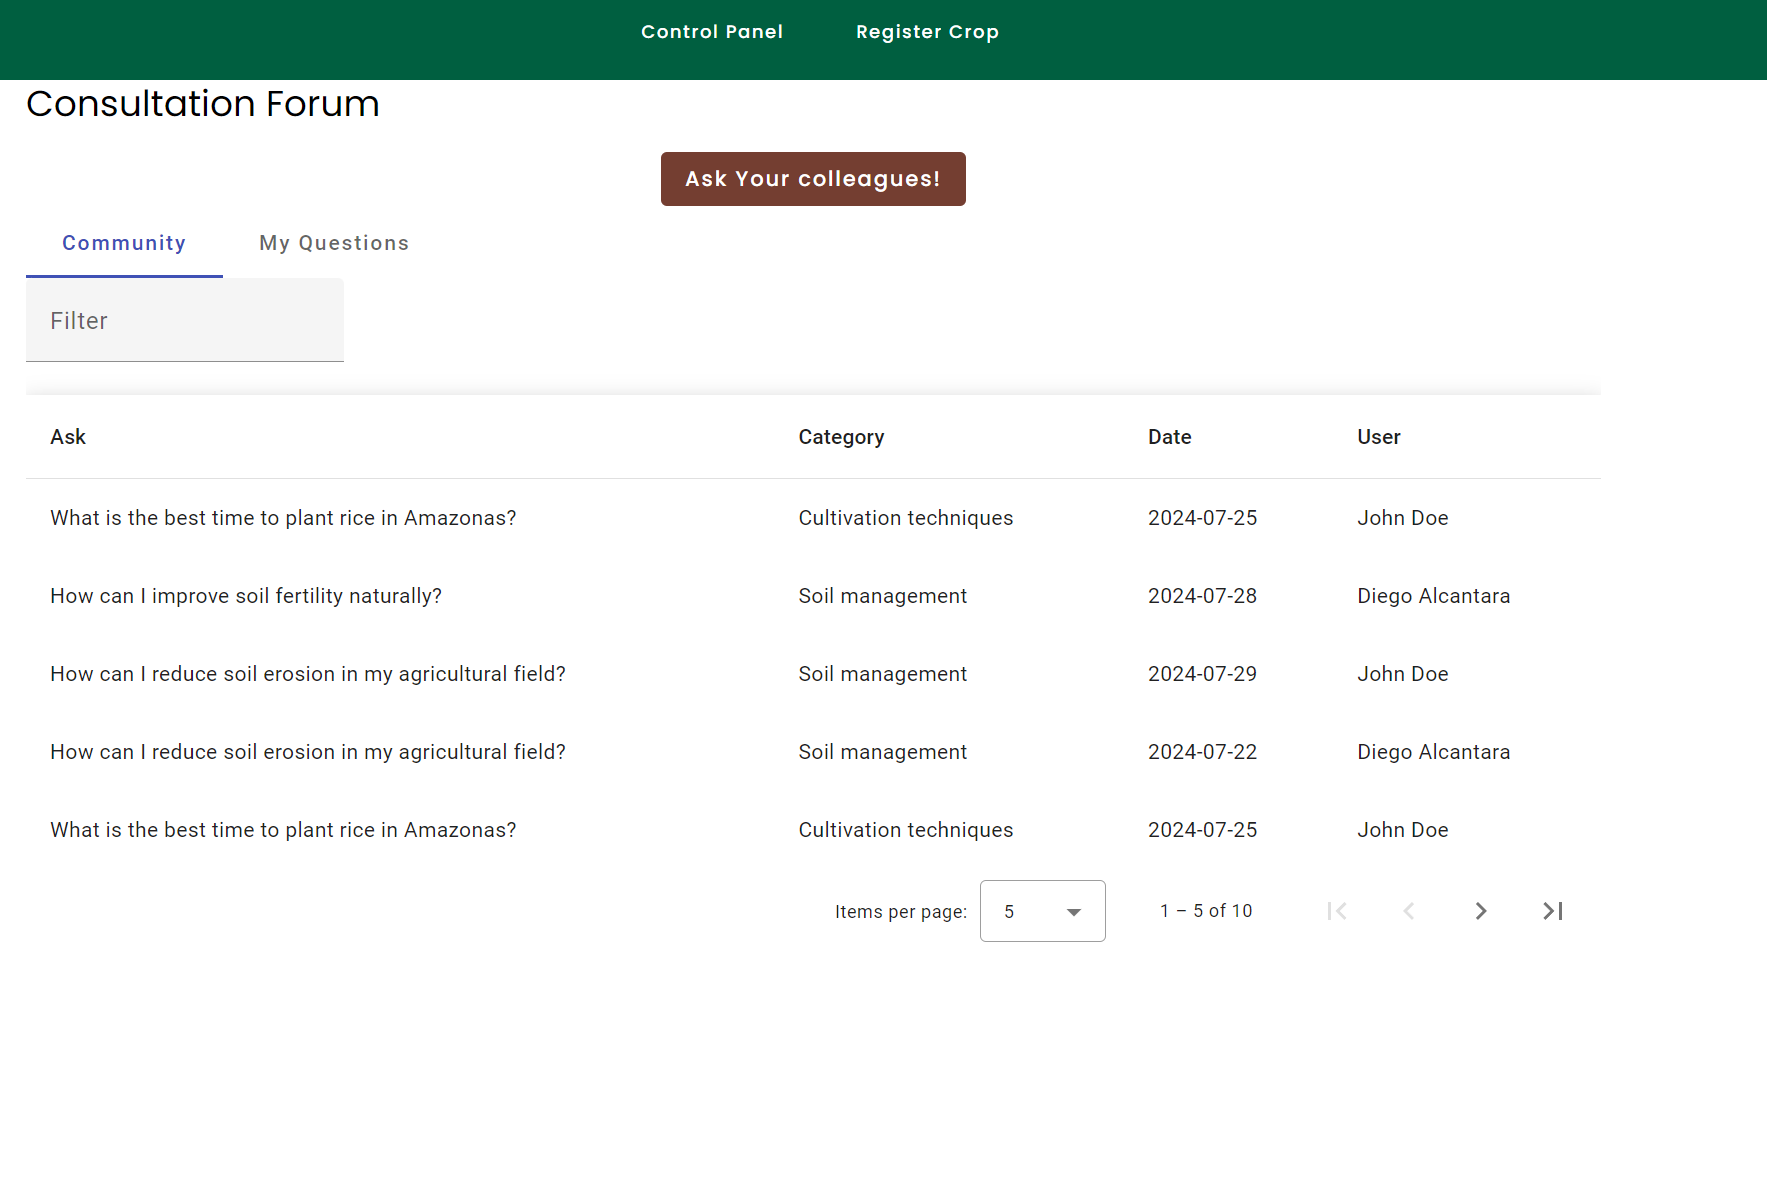 Control Panel Register Crop
Consultation Forum
Ask Your colleagues!
Community My Questions
Filter
Ask Category Date User
What is the best time to plant rice in Amazonas? Cultivation techniques 2024-07-25 John Doe
How can I improve soil fertility naturally? Soil management 2024-07-28 Diego Alcantara
How can I reduce soil erosion in my agricultural field? Soil management 2024-07-29 John Doe
How can I reduce soil erosion in my agricultural field? Soil management 2024-07-22 Diego Alcantara
What is the best time to plant rice in Amazonas? Cultivation techniques 2024-07-25 John Doe
Items per page: 5 1 – 5 of 10